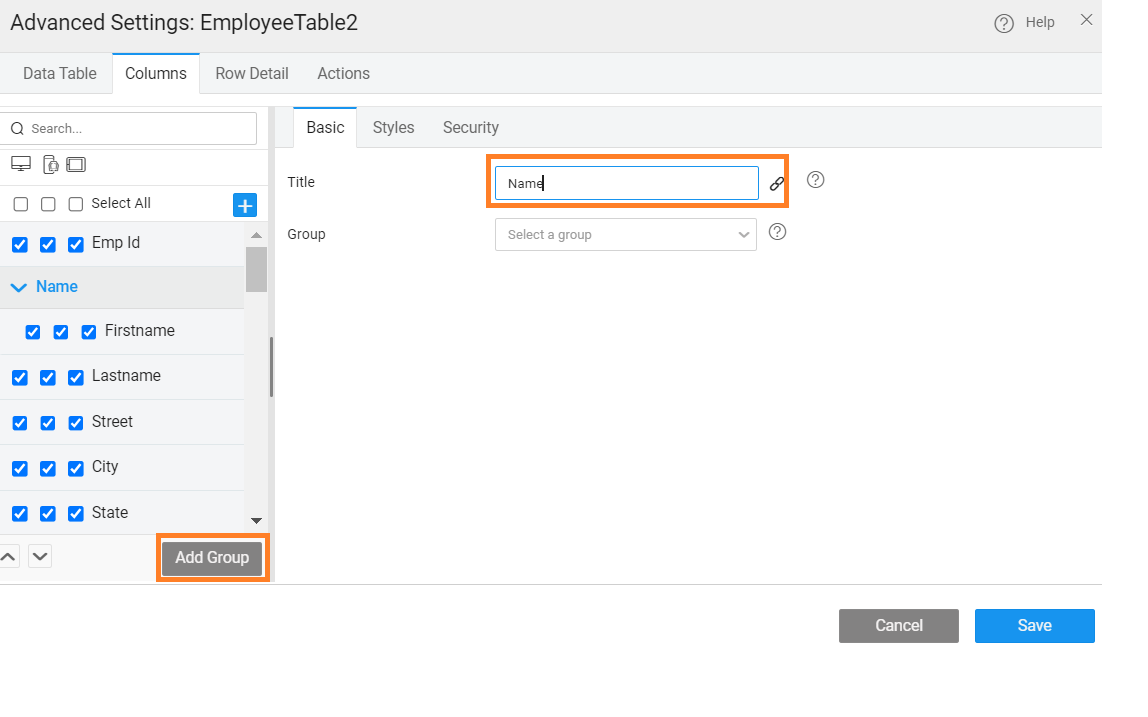 Advanced Settings: EmployeeTable2
Help
Data Table Columns Row Detail Actions
Search...
Select All
Emp Id
Name
Firstname
Lastname
Street
City
State
Add Group
Basic Styles Security
Title Name
Group Select a group
Cancel Save